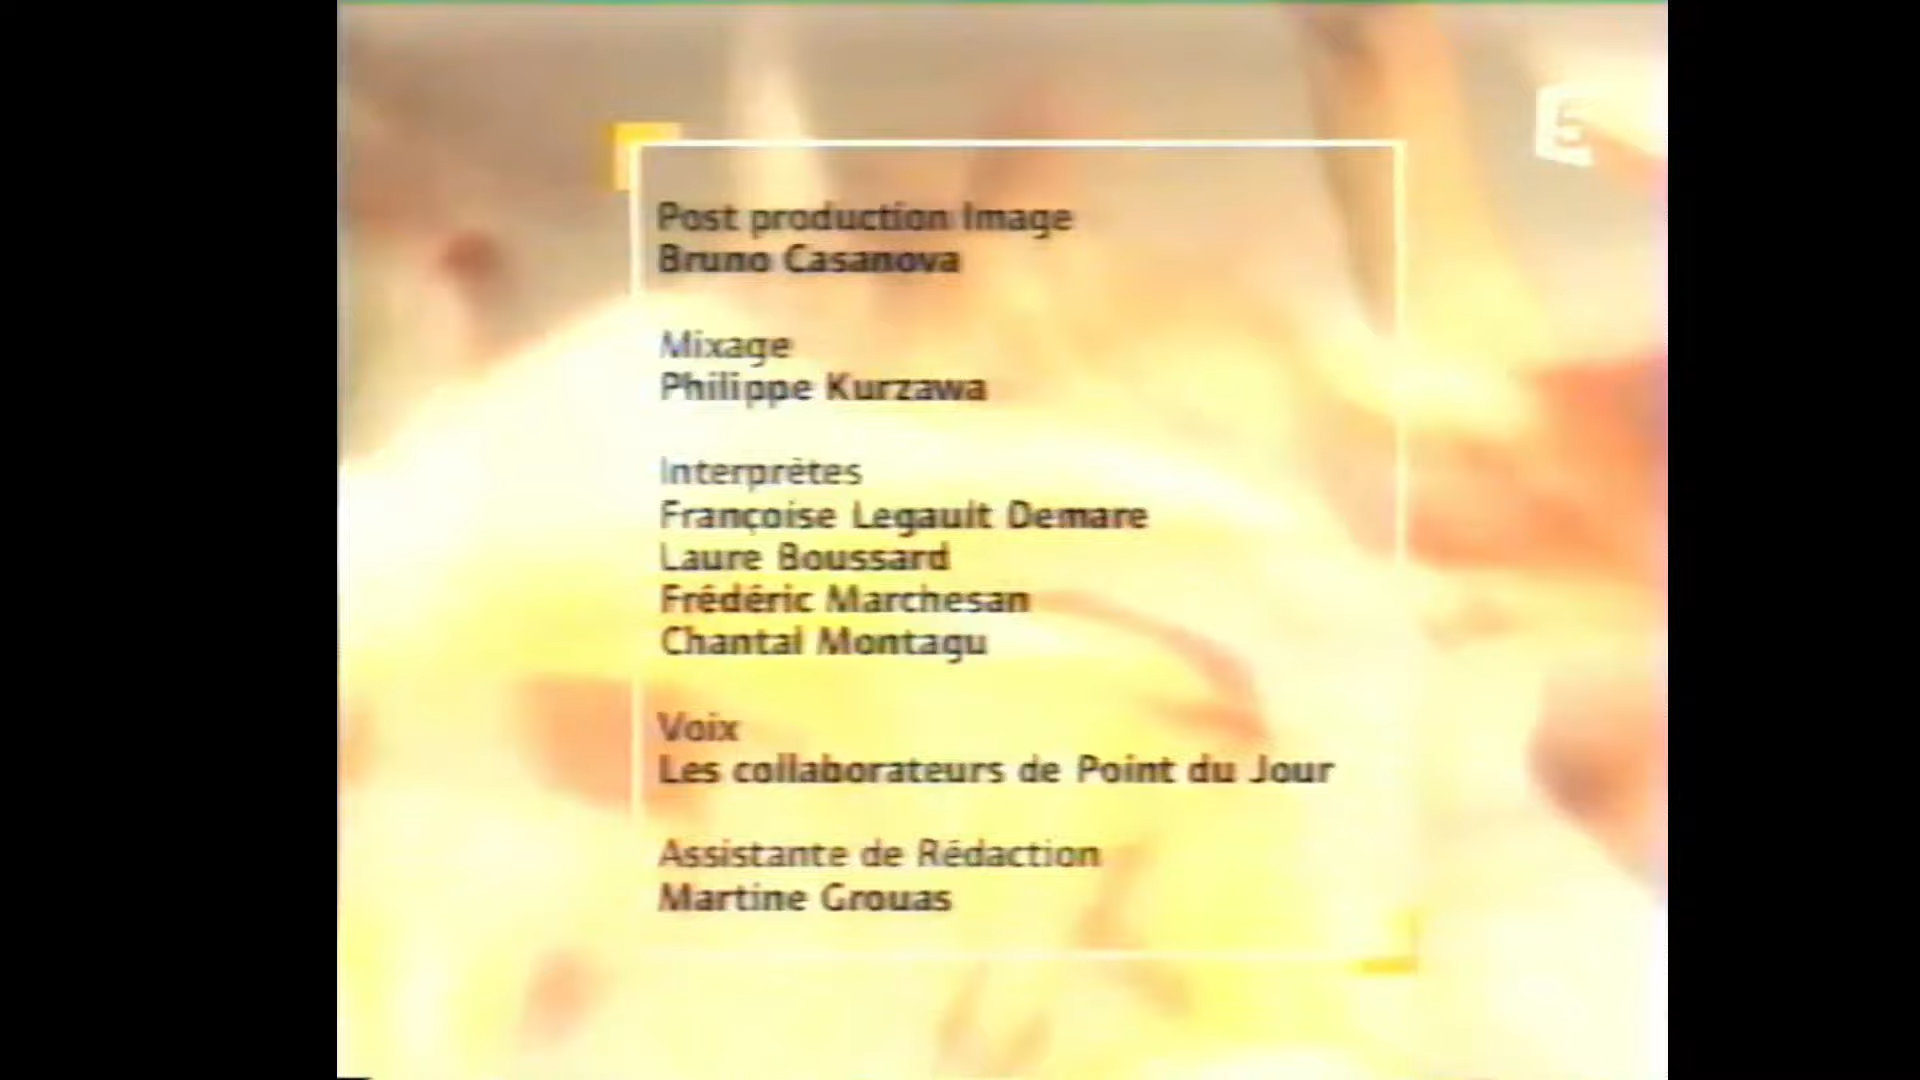 5
Post production Image
Bruno Casanova
Mixage
Philippe Kurzawa
Interprètes
Françoise Legault Demare
Laure Boussard
Frédéric Marchesan
Chantal Montagu
Voix
Les collaborateurs de Point du Jour
Assistante de Rédaction
Martine Grouas